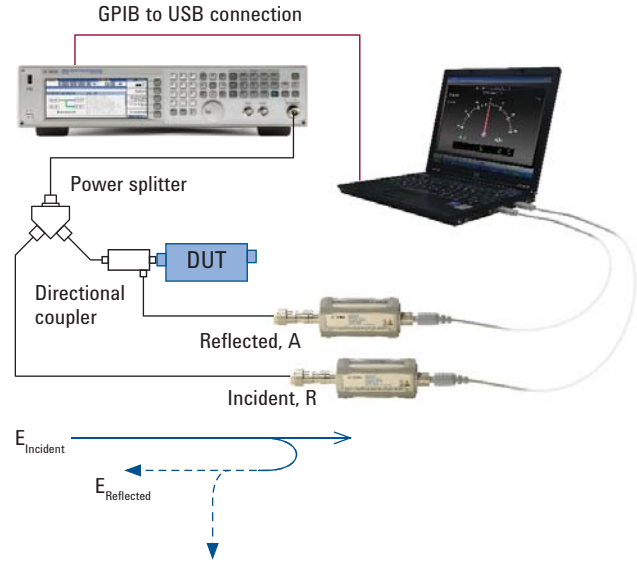 GPIB to USB connection
Power splitter
DUT
Directional
coupler
Reflected, A
Incident, R
E Incident
E Reflected